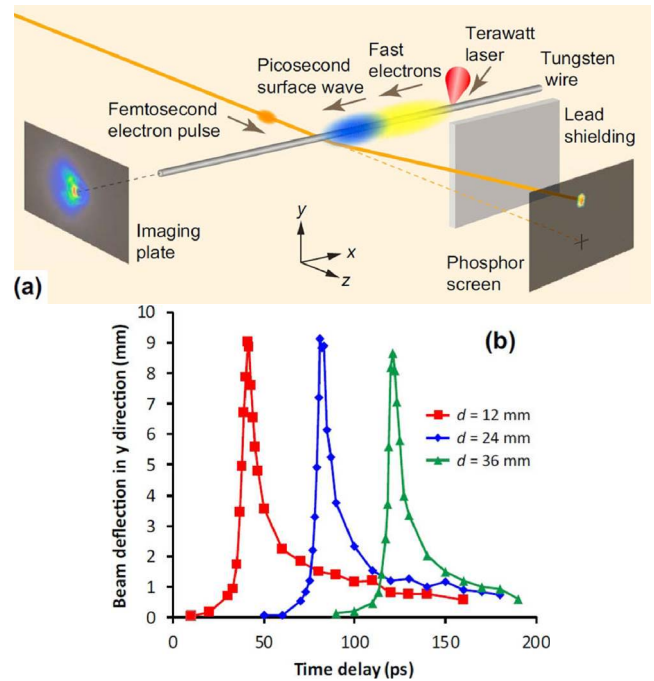 Terawatt
laser
Fast
electrons
Tungsten
wire
Picosecond
surface wave
Femtosecond
electron pulse
Lead
shielding
Imaging
plate
y
x
z
Phosphor
screen
(a)
(b)
Beam deflection in y direction (mm)
10
9
8
7
6
5
4
3
2
1
0
d = 12 mm
d = 24 mm
d = 36 mm
0 50 100 150 200
Time delay (ps)